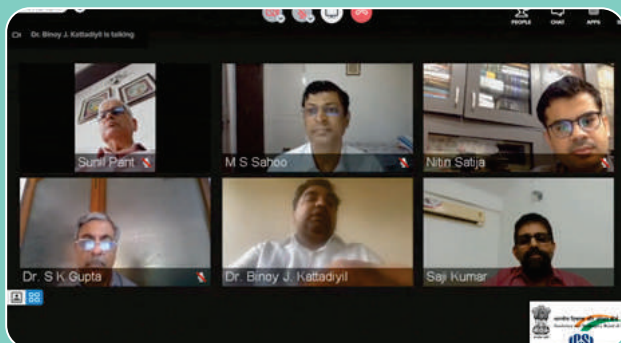 PEOPLE CHAT APPS
Dr. Binoy J. Kattadiyil is talking
Sunil Pant
M S Sahoo
Nitin Satija
Dr. S K Gupta
Dr. Binoy J. Kattadiyil
Saji Kumar